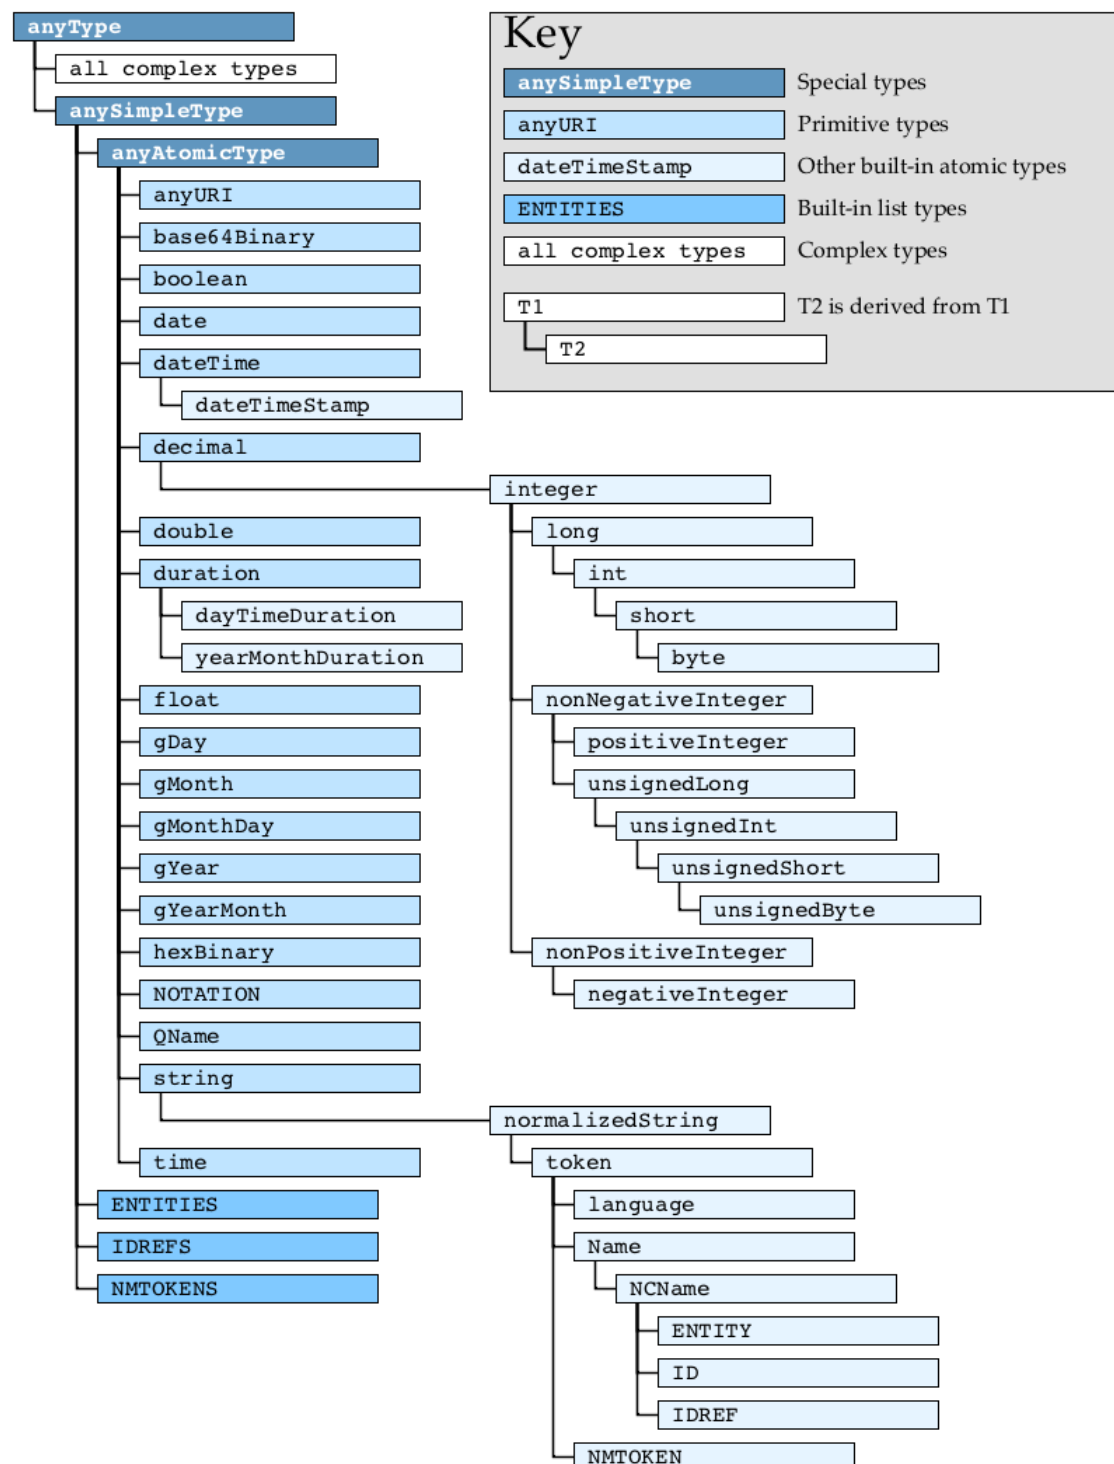 anyType
all complex types
anySimpleType
anyAtomicType
anyURI
base64Binary
boolean
date
dateTime
dateTimeStamp
decimal
integer
long
int
short
byte
nonNegativeInteger
positiveInteger
unsignedLong
unsignedInt
unsignedShort
unsignedByte
nonPositiveInteger
negativeInteger
double
duration
dayTimeDuration
yearMonthDuration
float
gDay
gMonth
gMonthDay
gYear
gYearMonth
hexBinary
NOTATION
QName
string
normalizedString
token
language
Name
NCName
ENTITY
ID
IDREF
NMTOKEN
time
ENTITIES
IDREFS
NMTOKENS
Key
anySimpleType Special types
anyURI Primitive types
dateTimeStamp Other built-in atomic types
ENTITIES Built-in list types
all complex types Complex types
T1 T2 is derived from T1
T2